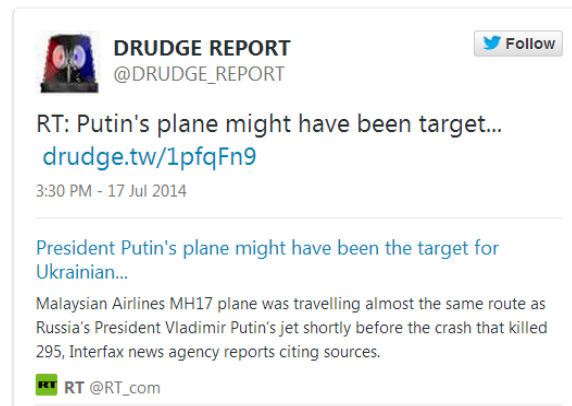 DRUDGE REPORT
@DRUDGE_REPORT
Follow
RT: Putin's plane might have been target...
drudge.tw/1pfqFn9
3:30 PM - 17 Jul 2014
President Putin's plane might have been the target for
Ukrainian...
Malaysian Airlines MH17 plane was travelling almost the same route as
Russia's President Vladimir Putin's jet shortly before the crash that killed
295, Interfax news agency reports citing sources.
RT RT @RT_com